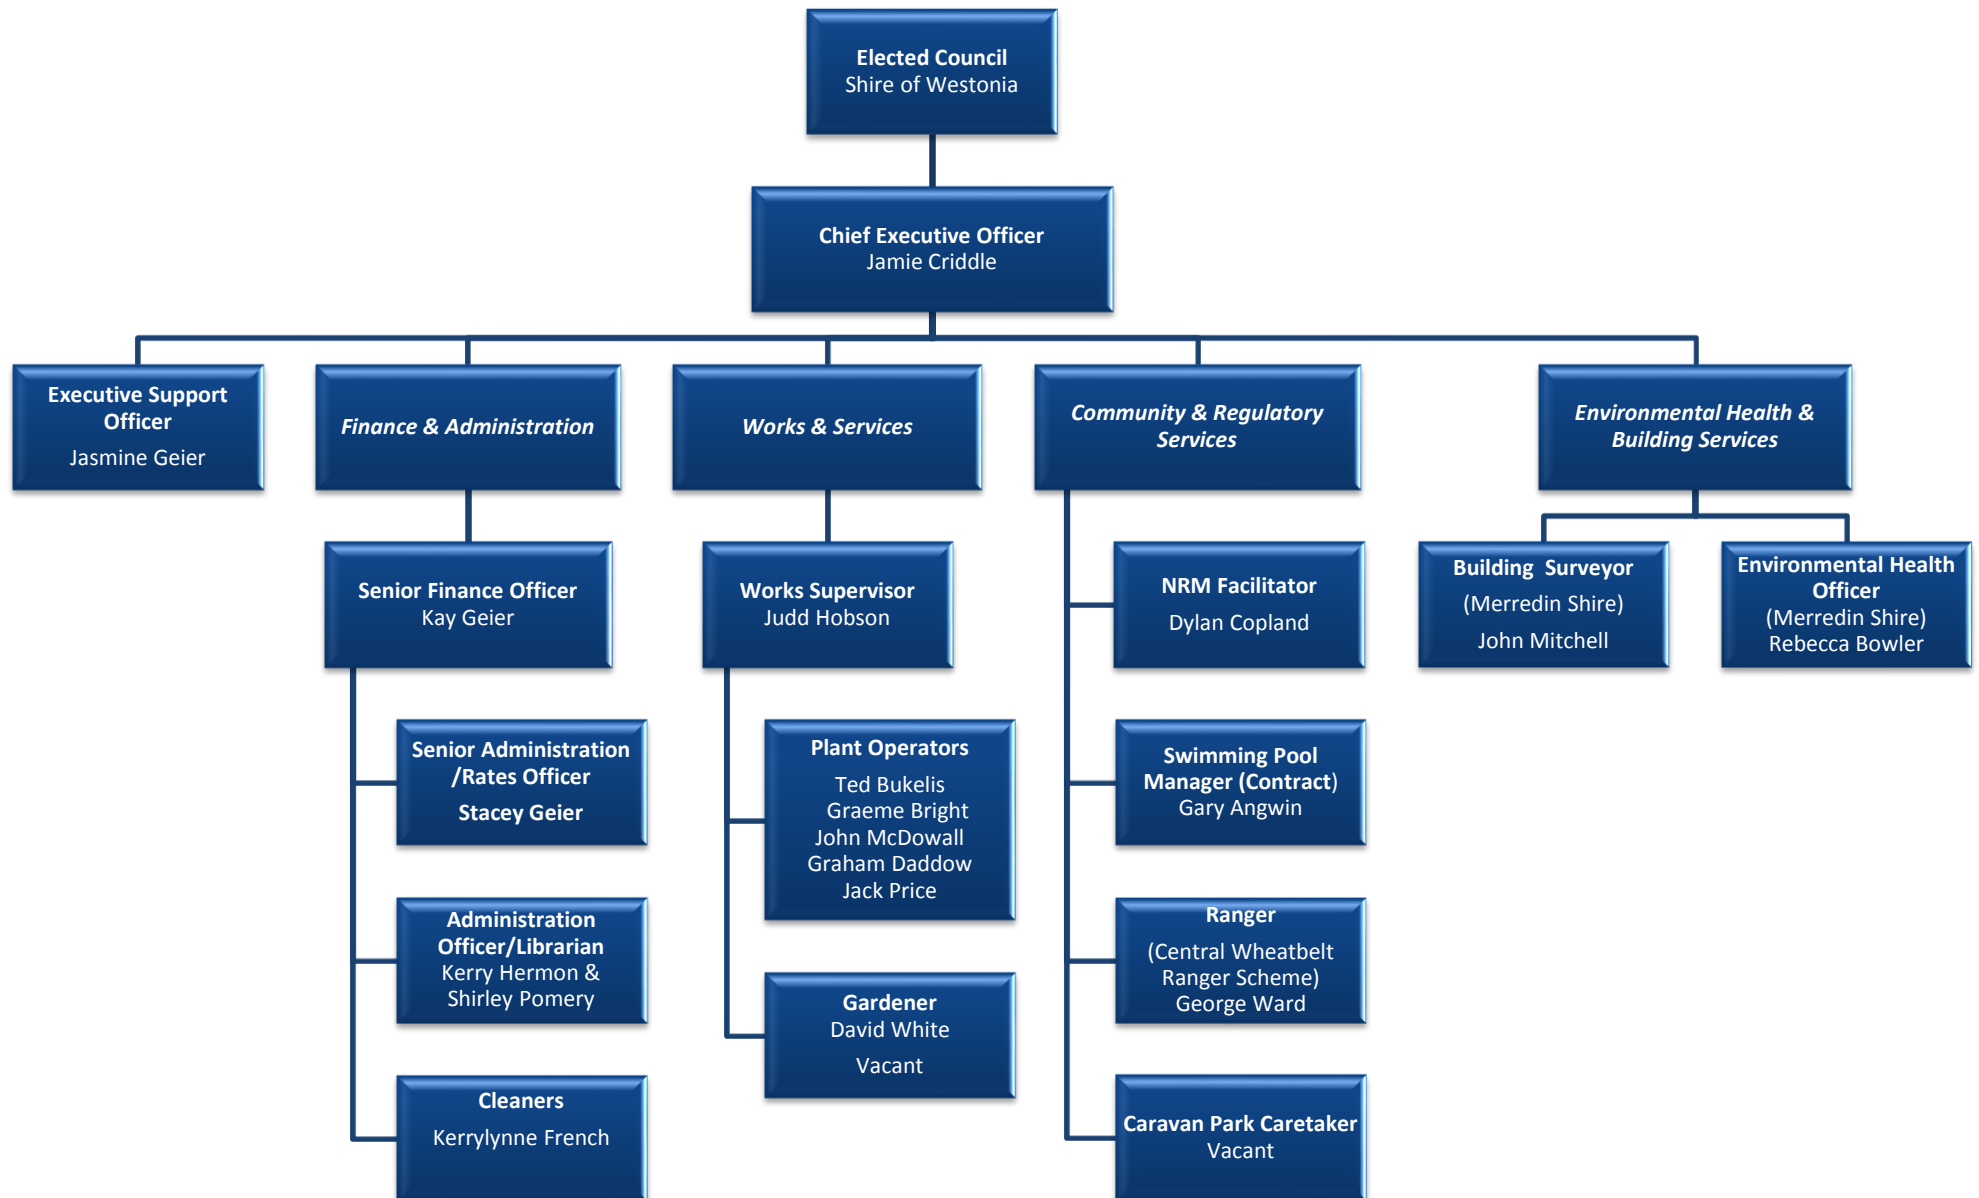 Elected Council
Shire of Westonia
Chief Executive Officer
Jamie Criddle
Executive Support
Officer
Jasmine Geier
Finance & Administration
Works & Services
Community & Regulatory
Services
Environmental Health &
Building Services
Senior Finance Officer
Kay Geier
Works Supervisor
Judd Hobson
NRM Facilitator
Dylan Copland
Building  Surveyor
(Merredin Shire)
John Mitchell
Environmental Health
Officer
(Merredin Shire)
Rebecca Bowler
Senior Administration
/Rates Officer
Stacey Geier
Plant Operators
Ted Bukelis
Graeme Bright
John McDowall
Graham Daddow
Jack Price
Swimming Pool
Manager (Contract)
Gary Angwin
Administration
Officer/Librarian
Kerry Hermon &
Shirley Pomery
Gardener
David White
Vacant
Ranger
(Central Wheatbelt
Ranger Scheme)
George Ward
Cleaners
Kerrylynne French
Caravan Park Caretaker
Vacant